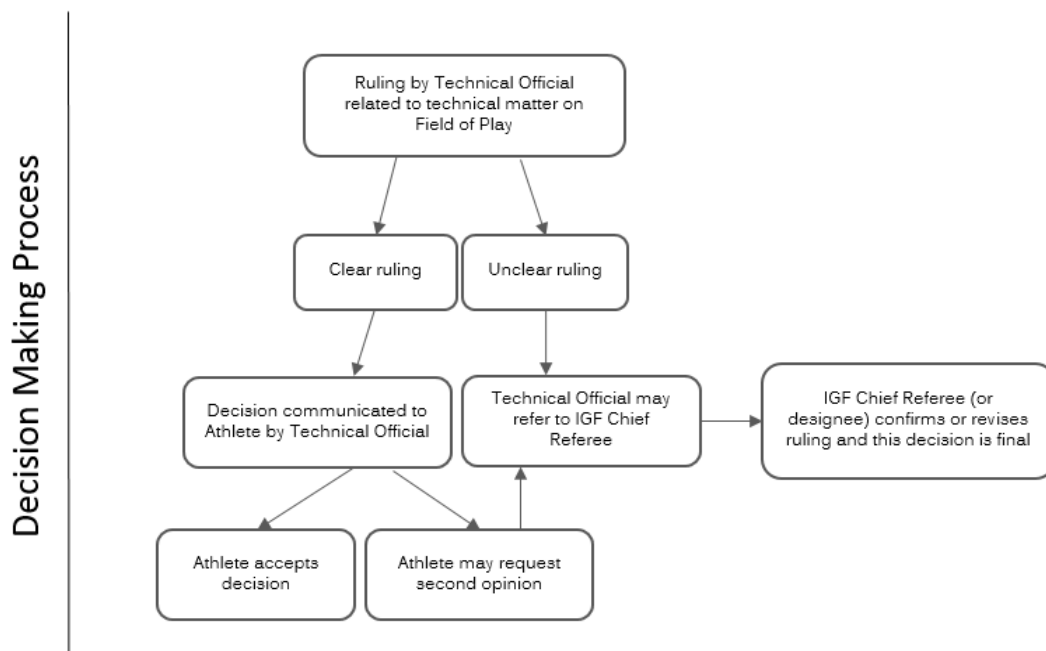 Decision Making Process
Ruling by Technical Official
related to technical matter on
Field of Play
Clear ruling
Unclear ruling
Decision communicated to
Athlete by Technical Official
Technical Official may
refer to IGF Chief
Referee
IGF Chief Referee (or
designee) confirms or revises
ruling and this decision is final
Athlete accepts
decision
Athlete may request
second opinion